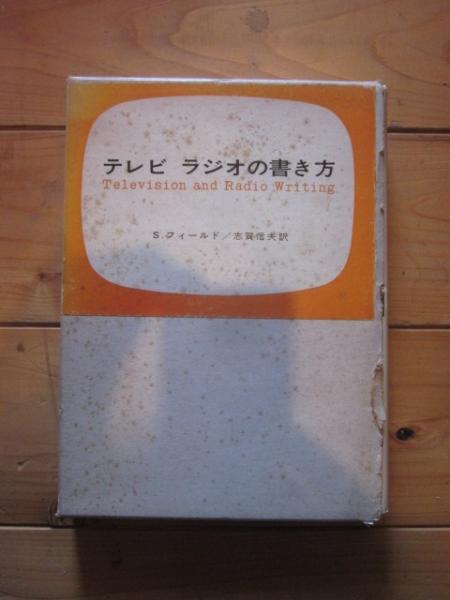 テレビ ラジオの書き方
Television and Radio Writing
S.フィールド／志賀信夫訳